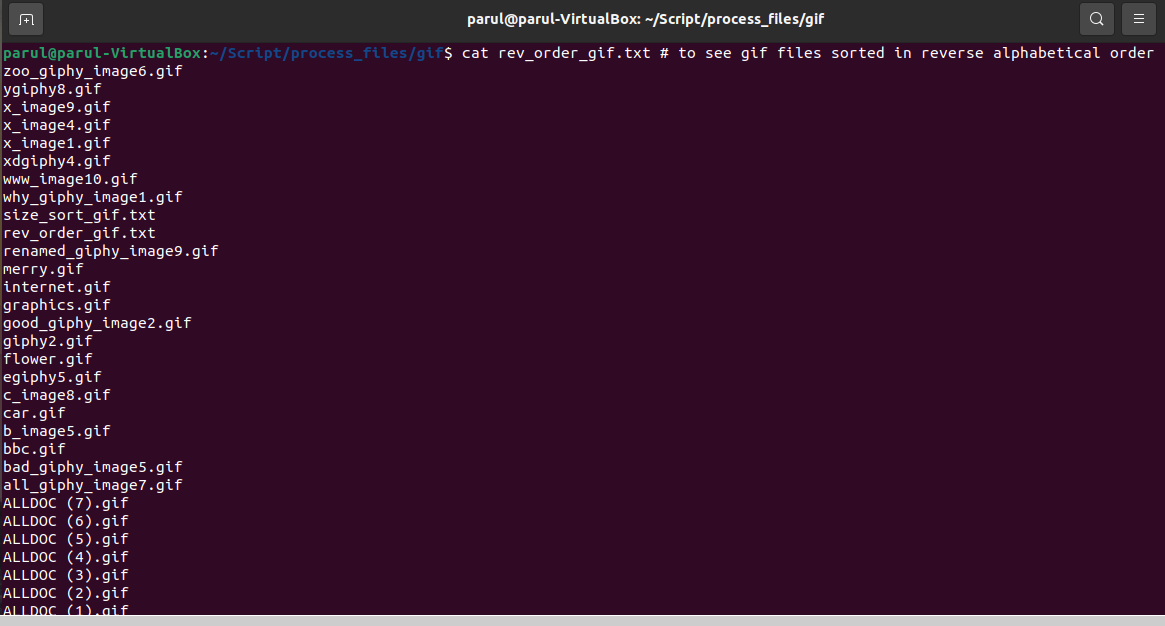 parul@parul-VirtualBox: ~/Script/process_files/gif
parul@parul-VirtualBox:~/Script/process_files/gif$ cat rev_order_gif.txt # to see gif files sorted in reverse alphabetical order
zoo_giphy_image6.gif
ygiphy8.gif
x_image9.gif
x_image4.gif
x_image1.gif
xdgiphy4.gif
www_image10.gif
why_giphy_image1.gif
size_sort_gif.txt
rev_order_gif.txt
renamed_giphy_image9.gif
merry.gif
internet.gif
graphics.gif
good_giphy_image2.gif
giphy2.gif
flower.gif
egiphy5.gif
c_image8.gif
car.gif
b_image5.gif
bbc.gif
bad_giphy_image5.gif
all_giphy_image7.gif
ALLDOC (7).gif
ALLDOC (6).gif
ALLDOC (5).gif
ALLDOC (4).gif
ALLDOC (3).gif
ALLDOC (2).gif
ALLDOC (1).gif